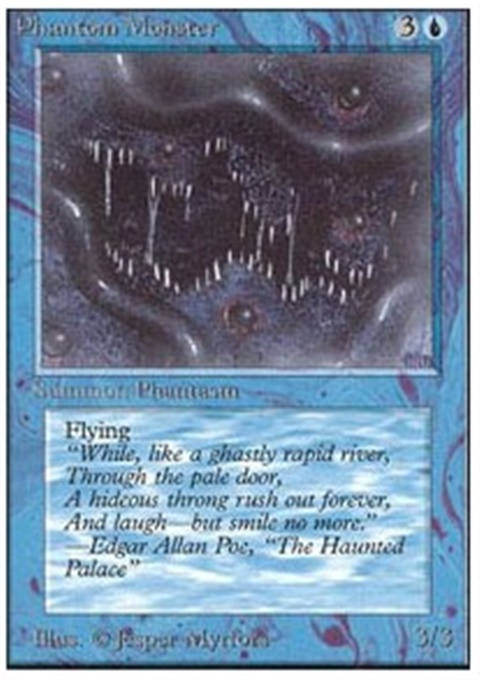 Phantom Monster 3
Summon Phantasm
Flying
“While, like a ghastly rapid river,
Through the pale door,
A hideous throng rush out forever,
And laugh—but smile no more.”
—Edgar Allan Poe, “The Haunted
Palace”
Illus. © Jesper Myrfors 3/3